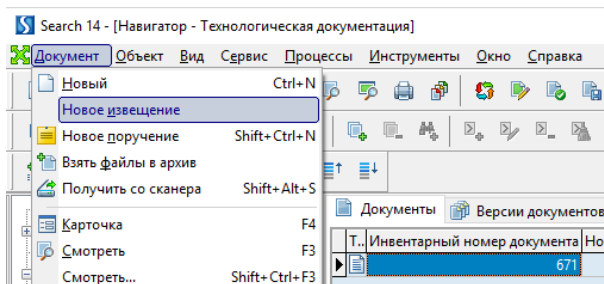 Search 14 - [Навигатор - Технологическая документация]
Документ Объект Вид Сервис Процессы Инструменты Окно Справка
Новый Ctrl+N
Новое извещение
Новое поручение Shift+Ctrl+N
Взять файлы в архив
Получить со сканера Shift+Alt+S
Карточка F4
Смотреть F3
Смотреть... Shift+Ctrl+F3
Документы Версии документов
Т.. Инвентарный номер документа Но
671